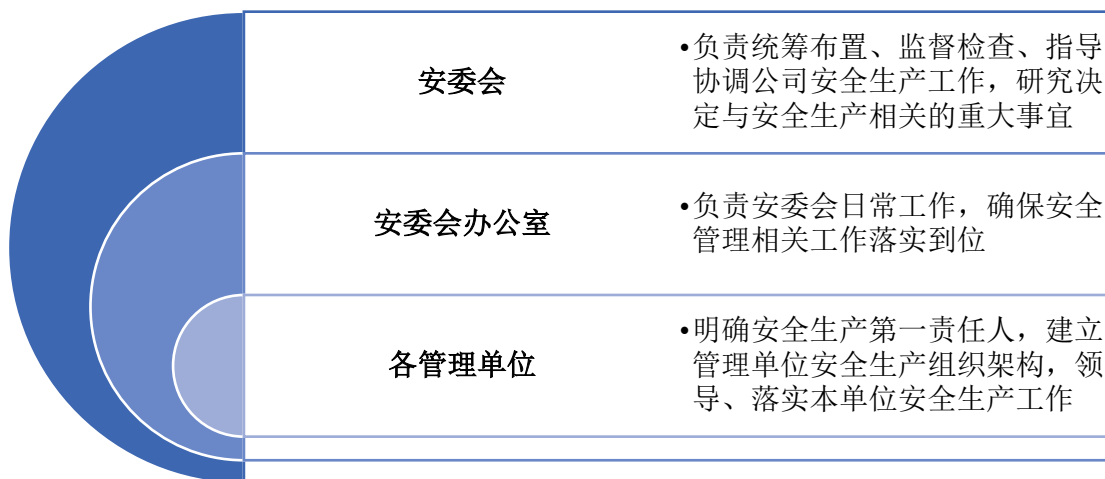 安委会
•负责统筹布置、监督检查、指导
协调公司安全生产工作，研究决
定与安全生产相关的重大事宜
安委会办公室
•负责安委会日常工作，确保安全
管理相关工作落实到位
各管理单位
•明确安全生产第一责任人，建立
管理单位安全生产组织架构，领
导、落实本单位安全生产工作